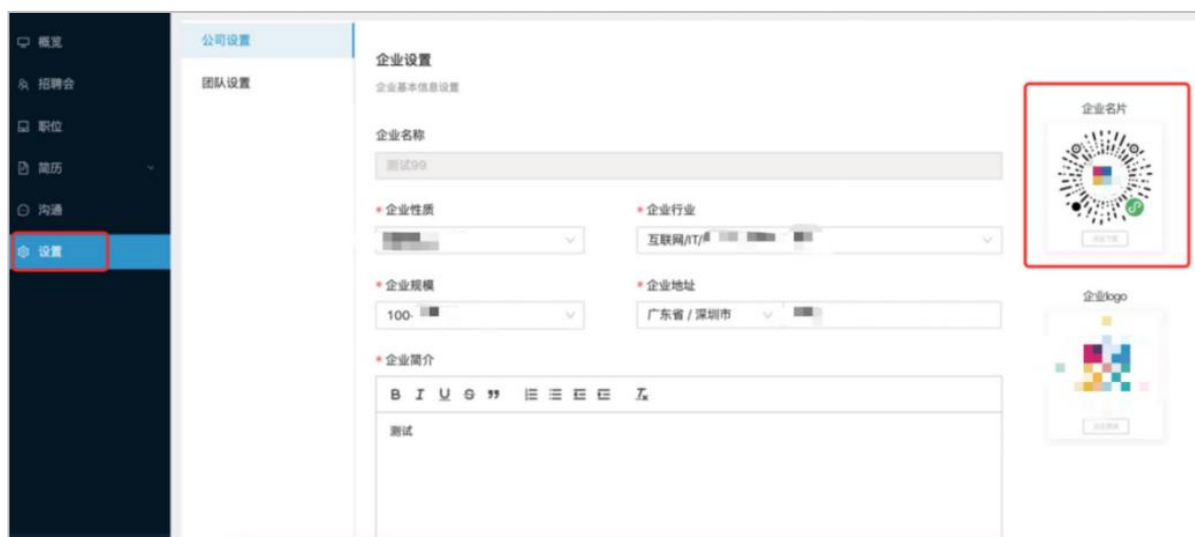 概览
招聘会
职位
简历
沟通
设置
公司设置
团队设置
企业设置
企业基本信息设置
企业名称
测试99
* 企业性质
* 企业行业
互联网/IT/
* 企业规模
* 企业地址
100-
广东省 / 深圳市
* 企业简介
B I U S
测试
企业名片
企业logo